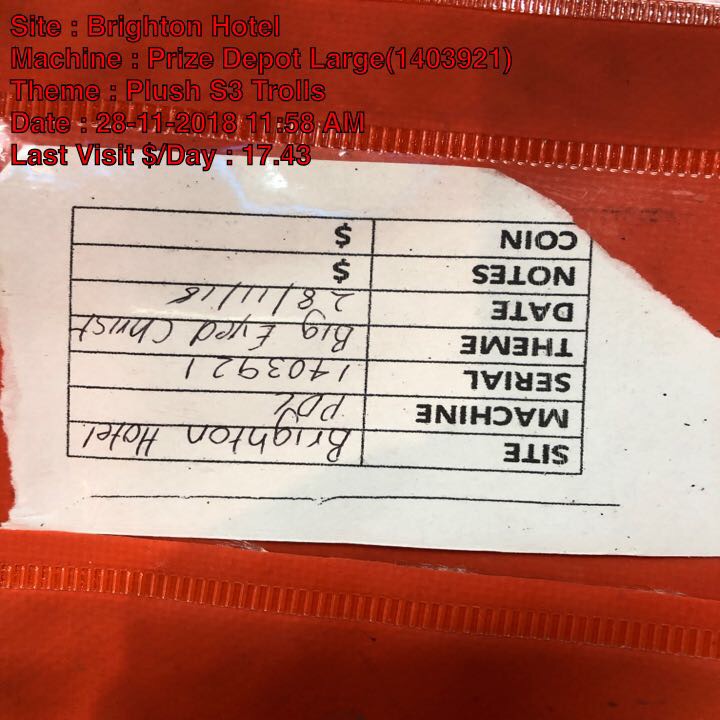 Site : Brighton Hotel
Machine : Prize Depot Large(1403921)
Theme : Plush S3 Trolls
Date : 28-11-2018 11:58 AM
Last Visit $/Day : 17.43
SITE Brighton Hotel
MACHINE PDL
SERIAL 1403921
THEME Big Eyed Christ
DATE 28/11/18
NOTES $
COIN $